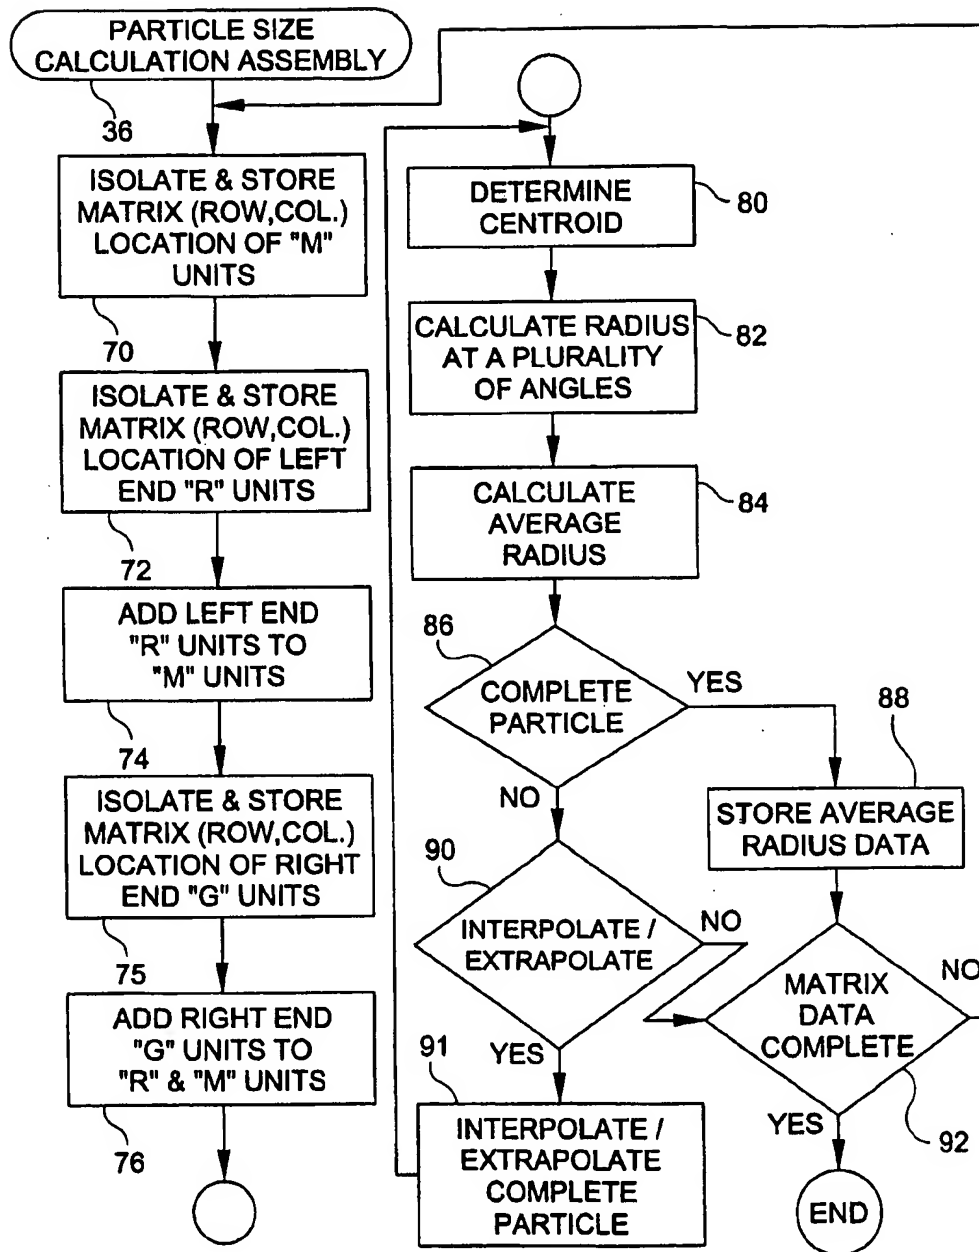 PARTICLE SIZE
CALCULATION ASSEMBLY
36
ISOLATE & STORE
MATRIX (ROW,COL.)
LOCATION OF "M"
UNITS
70
ISOLATE & STORE
MATRIX (ROW,COL.)
LOCATION OF LEFT
END "R" UNITS
72
ADD LEFT END
"R" UNITS TO
"M" UNITS
74
ISOLATE & STORE
MATRIX (ROW,COL.)
LOCATION OF RIGHT
END "G" UNITS
75
ADD RIGHT END
"G" UNITS TO
"R" & "M" UNITS
76
DETERMINE
CENTROID
80
CALCULATE RADIUS
AT A PLURALITY
OF ANGLES
82
CALCULATE
AVERAGE
RADIUS
84
86
COMPLETE
PARTICLE
YES
NO
88
STORE AVERAGE
RADIUS DATA
90
INTERPOLATE /
EXTRAPOLATE
NO
YES
91
INTERPOLATE /
EXTRAPOLATE
COMPLETE
PARTICLE
MATRIX
DATA
COMPLETE
NO
YES
92
END